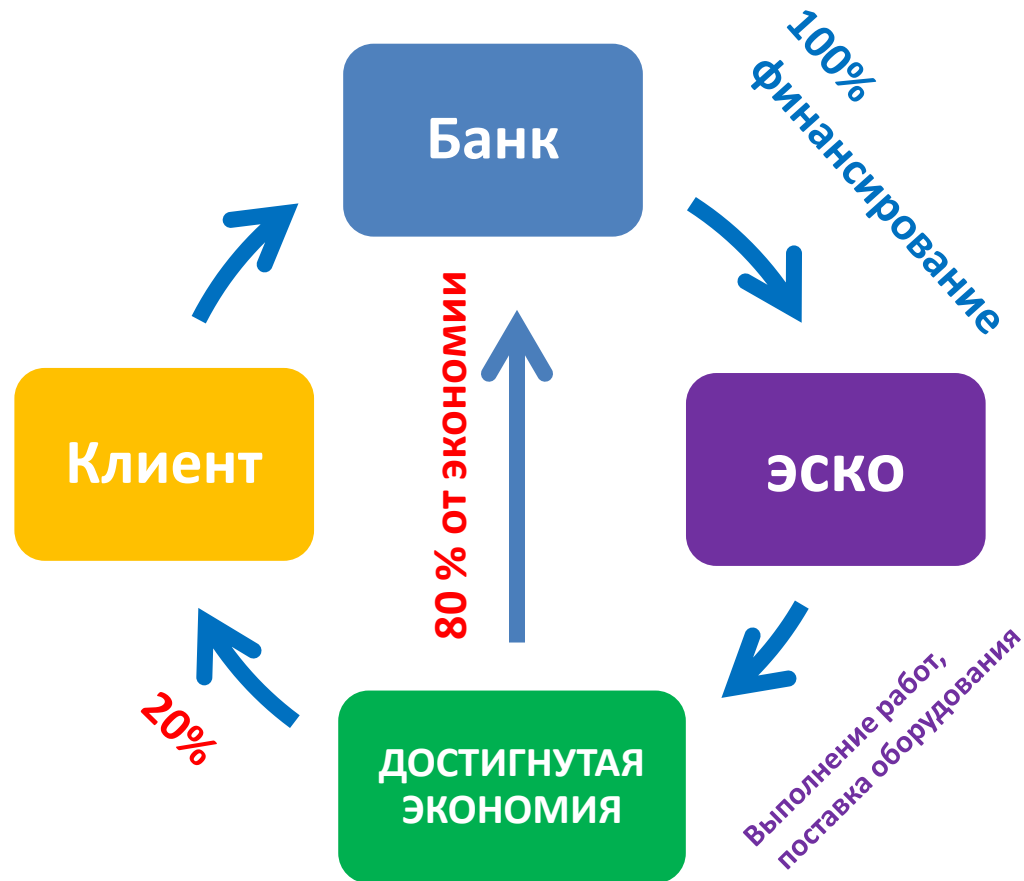 Банк
100%
финансирование
80 % от экономии
Клиент
эско
20%
ДОСТИГНУТАЯ
ЭКОНОМИЯ
Выполнение работ,
поставка оборудования